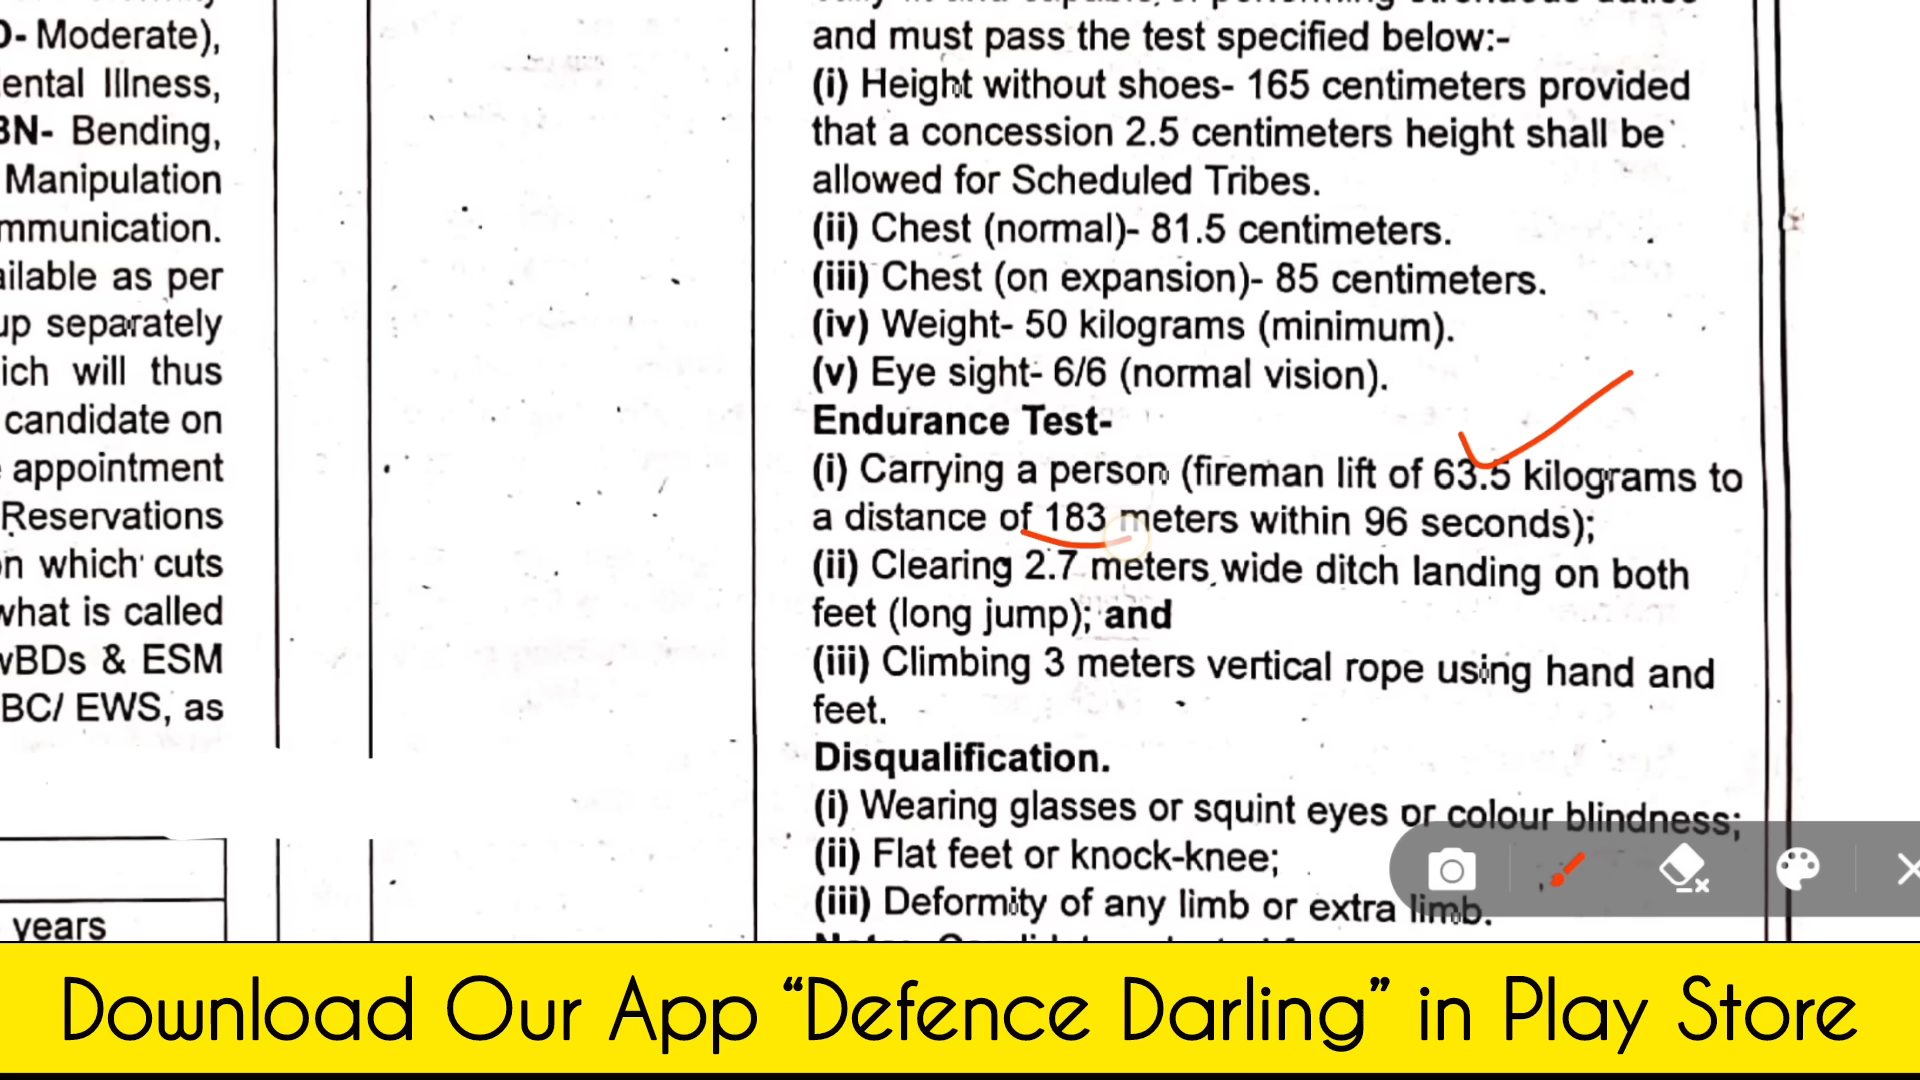 D- Moderate),
ental Illness,
BN- Bending,
Manipulation
mmunication.
ailable as per
up separately
ich will thus
candidate on
appointment
Reservations
n which cuts
what is called
wBDs & ESM
BC/ EWS, as
years
and must pass the test specified below:-
(i) Height without shoes- 165 centimeters provided
that a concession 2.5 centimeters height shall be
allowed for Scheduled Tribes.
(ii) Chest (normal)- 81.5 centimeters.
(iii) Chest (on expansion)- 85 centimeters.
(iv) Weight- 50 kilograms (minimum).
(v) Eye sight- 6/6 (normal vision).
Endurance Test-
(i) Carrying a person (fireman lift of 63.5 kilograms to
a distance of 183 meters within 96 seconds);
(ii) Clearing 2.7 meters wide ditch landing on both
feet (long jump); and
(iii) Climbing 3 meters vertical rope using hand and
feet.
Disqualification.
(i) Wearing glasses or squint eyes or colour blindness;
(ii) Flat feet or knock-knee;
(iii) Deformity of any limb or extra limb.
Download Our App “Defence Darling” in Play Store